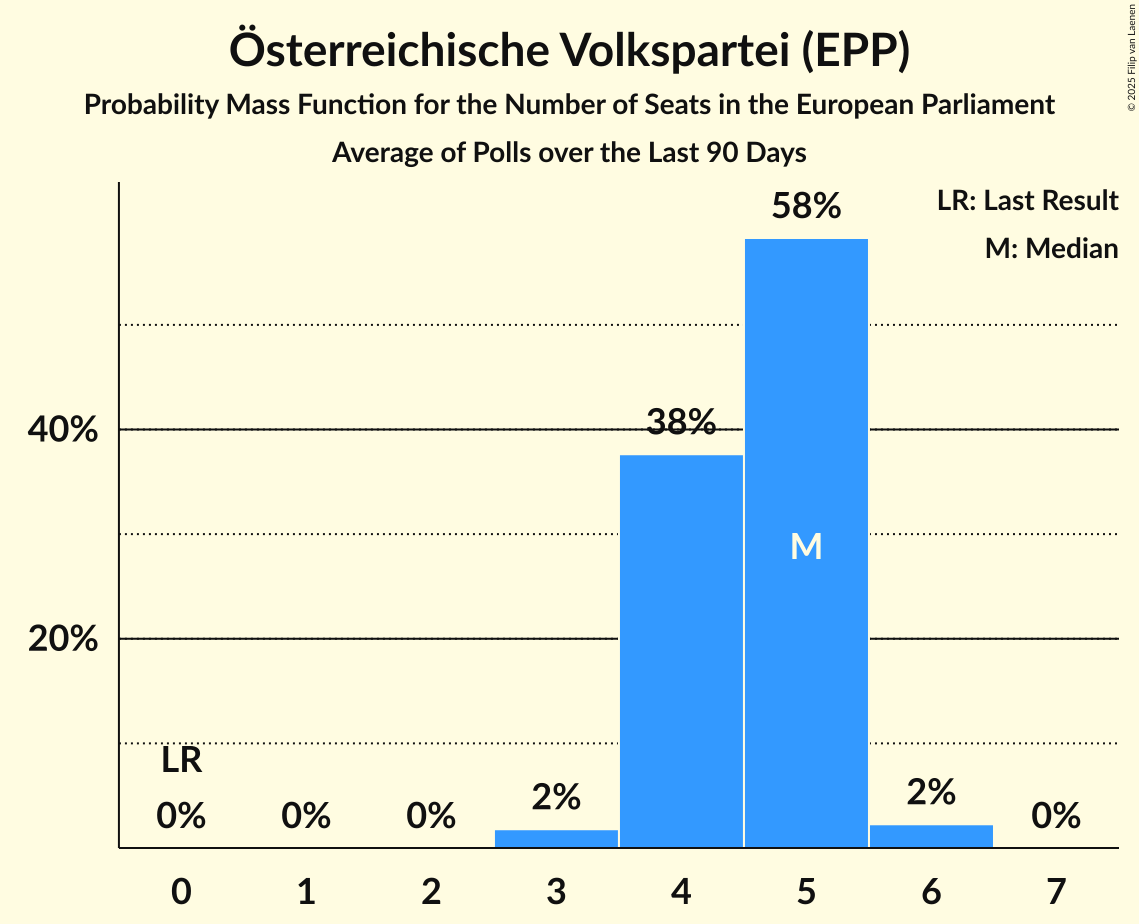 Österreichische Volkspartei (EPP)
Probability Mass Function for the Number of Seats in the European Parliament
Average of Polls over the Last 90 Days
© 2025 Filip van Laenen
LR: Last Result
M: Median
58%
40%
38%
M
20%
LR
0%
0%
0%
2%
2%
0%
0 1 2 3 4 5 6 7